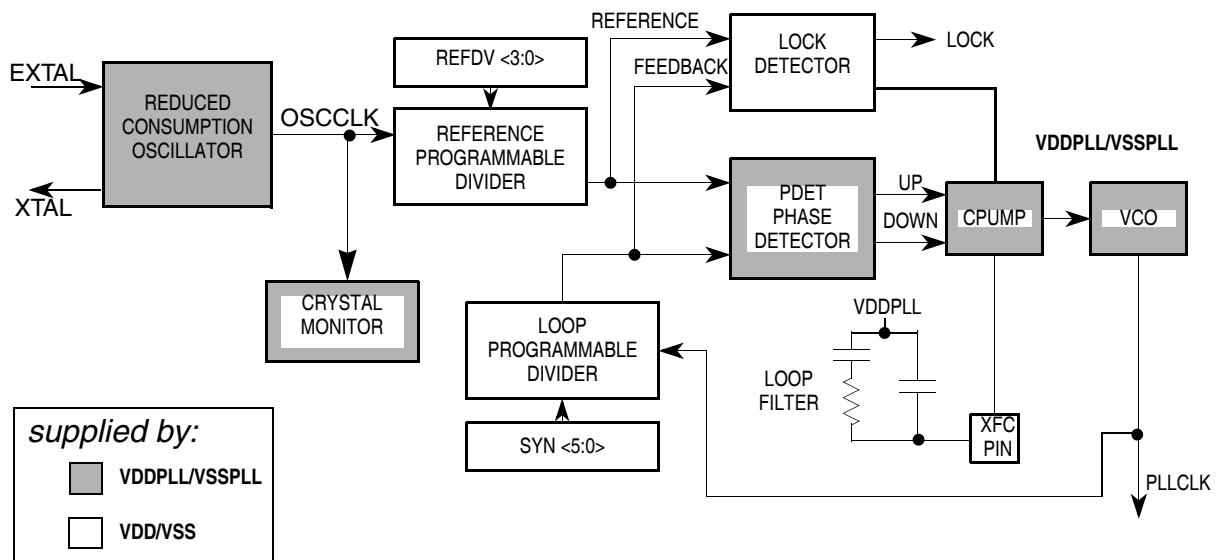 REFERENCE
LOCK
DETECTOR
LOCK
REFDV <3:0>
FEEDBACK
EXTAL
REDUCED
CONSUMPTION
OSCILLATOR
OSCCLK
REFERENCE
PROGRAMMABLE
DIVIDER
XTAL
VDDPLL/VSSPLL
PDET
PHASE
DETECTOR
UP
DOWN
CPUMP
VCO
CRYSTAL
MONITOR
LOOP
PROGRAMMABLE
DIVIDER
VDDPLL
LOOP
FILTER
XFC
PIN
SYN <5:0>
PLLCLK
supplied by:
VDDPLL/VSSPLL
VDD/VSS